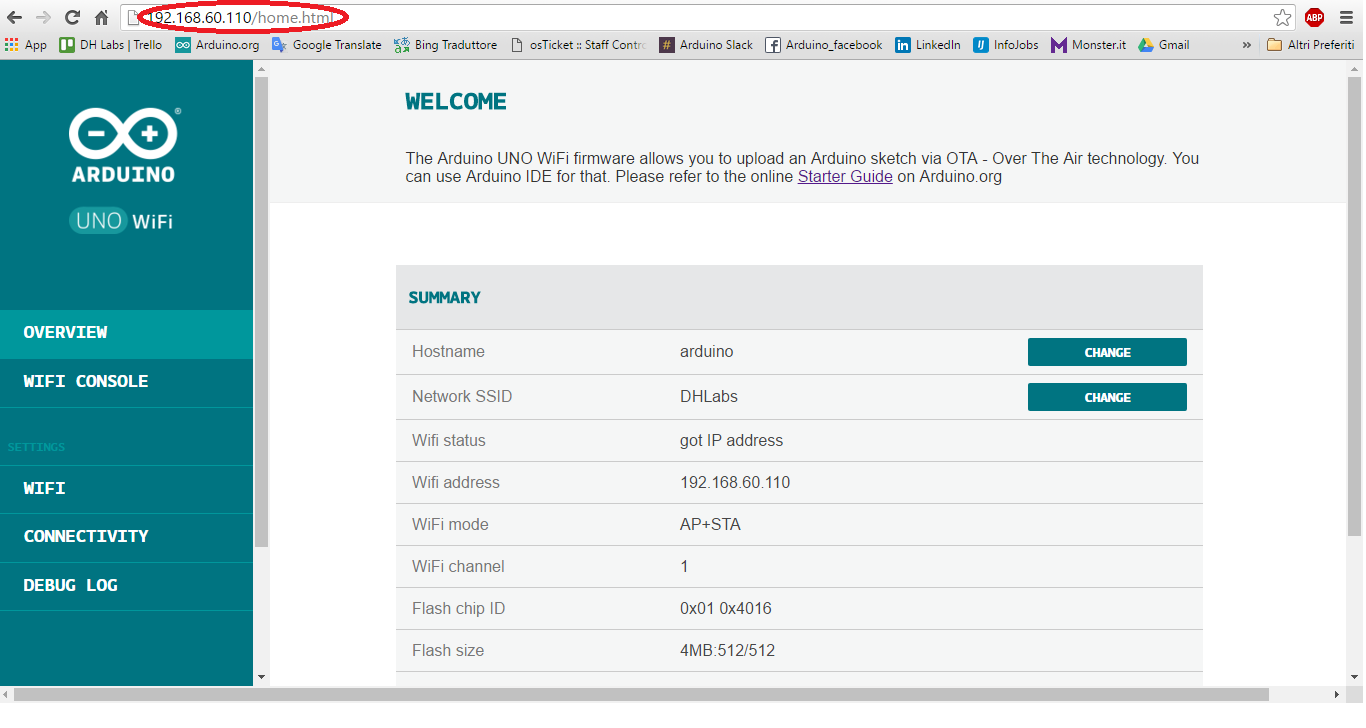 192.168.60.110/home.html
ABP
App DH Labs | Trello Arduino.org Google Translate Bing Traduttore osTicket :: Staff Contro Arduino Slack Arduino_facebook LinkedIn InfoJobs Monster.it Gmail » Altri Preferiti
ARDUINO
UNO WiFi
OVERVIEW
WIFI CONSOLE
SETTINGS
WIFI
CONNECTIVITY
DEBUG LOG
WELCOME
The Arduino UNO WiFi firmware allows you to upload an Arduino sketch via OTA - Over The Air technology. You
can use Arduino IDE for that. Please refer to the online Starter Guide on Arduino.org
SUMMARY
Hostname arduino CHANGE
Network SSID DHLabs CHANGE
Wifi status got IP address
Wifi address 192.168.60.110
WiFi mode AP+STA
WiFi channel 1
Flash chip ID 0x01 0x4016
Flash size 4MB:512/512